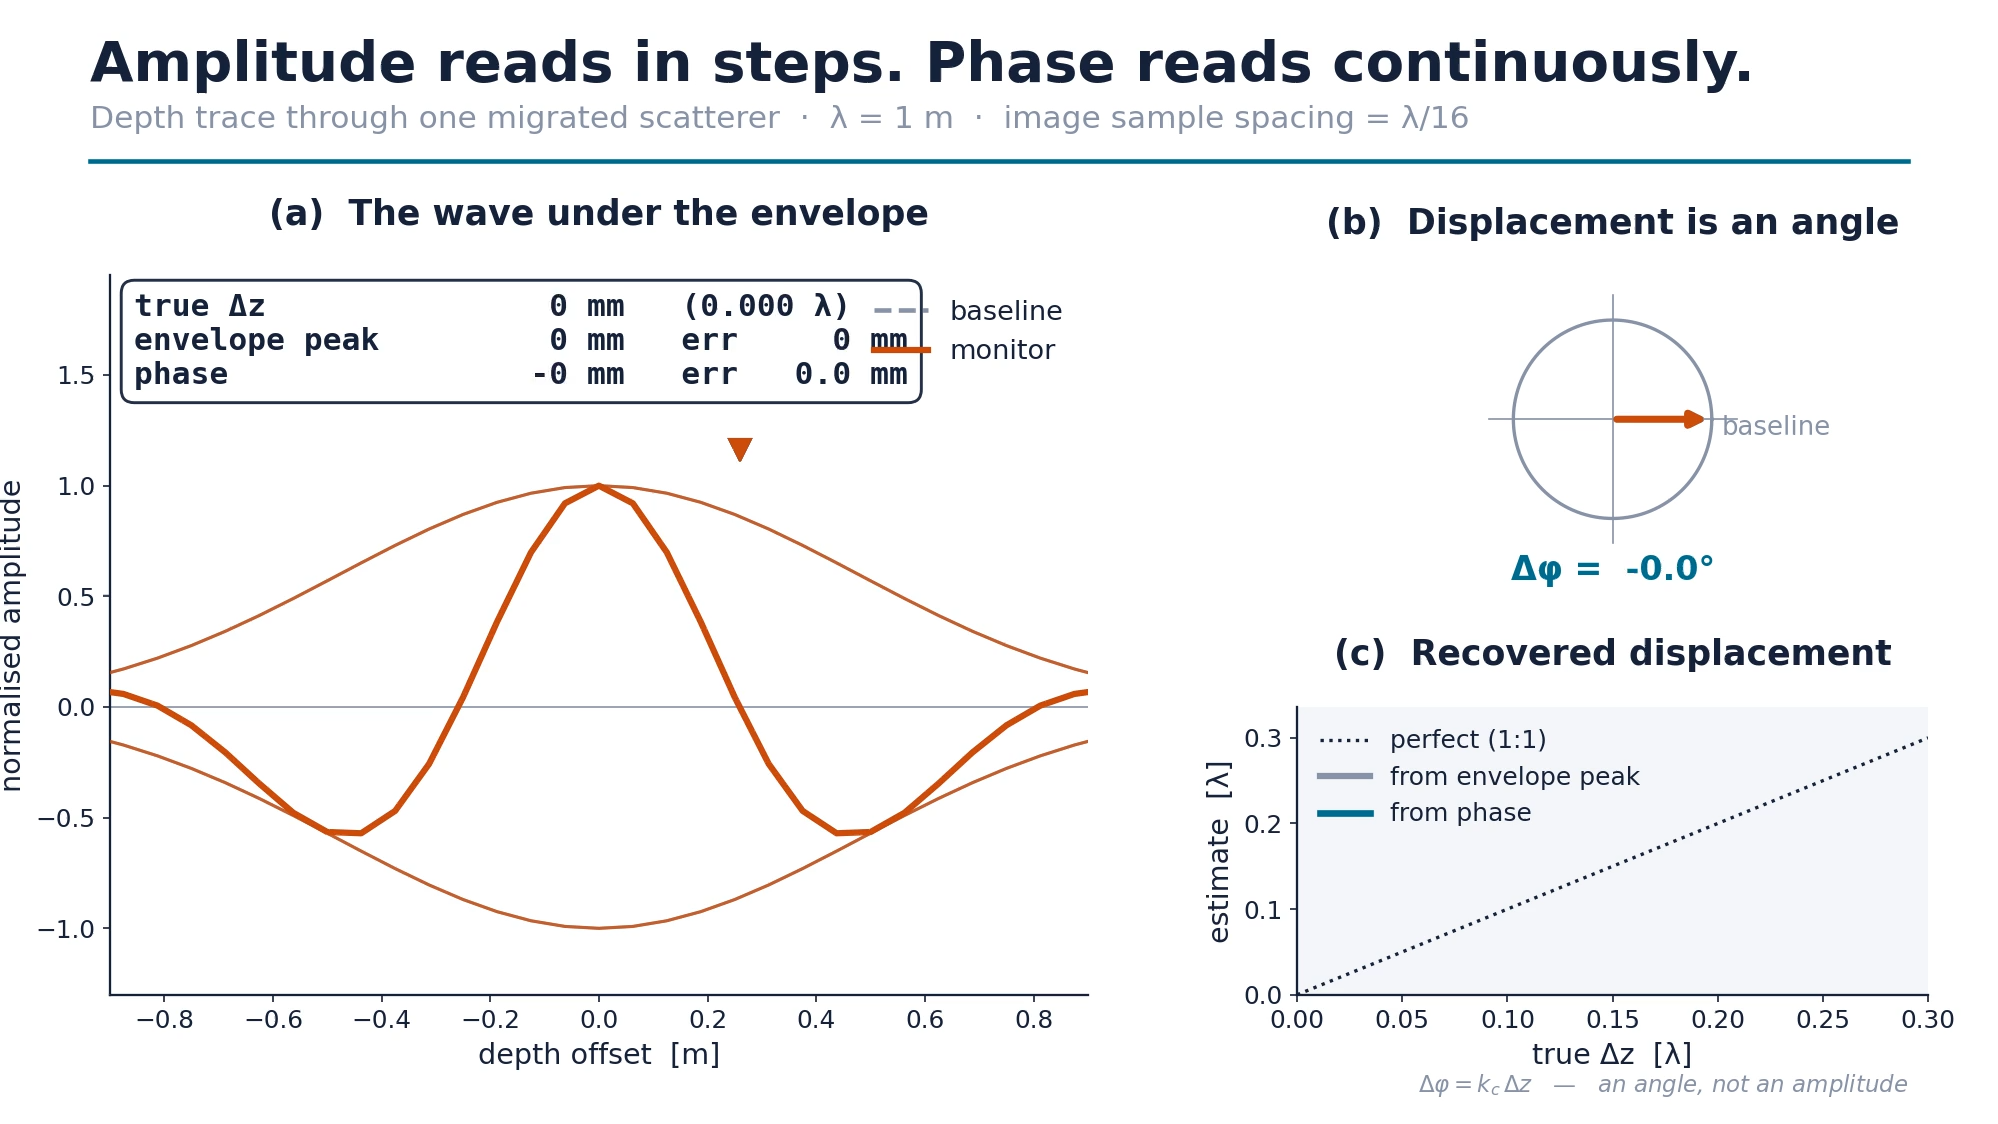 Amplitude reads in steps. Phase reads continuously.
Depth trace through one migrated scatterer · λ = 1 m · image sample spacing = λ/16
(a) The wave under the envelope
true Δz 0 mm (0.000 λ)
envelope peak 0 mm err 0 mm
phase -0 mm err 0.0 mm
baseline
monitor
normalised amplitude
1.5
1.0
0.5
0.0
−0.5
−1.0
−0.8 −0.6 −0.4 −0.2 0.0 0.2 0.4 0.6 0.8
depth offset [m]
(b) Displacement is an angle
baseline
Δφ = -0.0°
(c) Recovered displacement
perfect (1:1)
from envelope peak
from phase
estimate [λ]
0.3
0.2
0.1
0.0
0.00 0.05 0.10 0.15 0.20 0.25 0.30
true Δz [λ]
Δφ = k_c Δz — an angle, not an amplitude